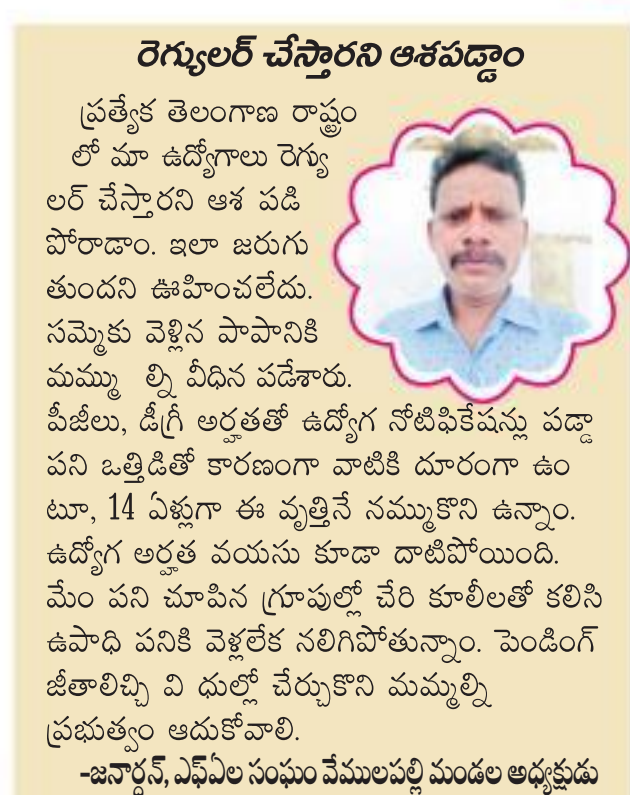 రెగ్యులర్ చేస్తారని ఆశపడ్డాం
ప్రత్యేక తెలంగాణ రాష్ట్రం
లో మా ఉద్యోగాలు రెగ్యు
లర్ చేస్తారని ఆశ పడి
పోరాడాం. ఇలా జరుగు
తుందని ఊహించలేదు.
సమ్మెకు వెళ్లిన పాపానికి
మమ్ము ల్ని వీధిన పడేశారు.
పీజీలు, డీగ్రీ అర్హతతో ఉద్యోగ నోటిఫికేషన్లు పడ్డా
పని ఒత్తిడితో కారణంగా వాటికి దూరంగా ఉం
టూ, 14 ఏళ్లుగా ఈ వృత్తినే నమ్ముకొని ఉన్నాం.
ఉద్యోగ అర్హత వయసు కూడా దాటిపోయింది.
మేం పని చూపిన గ్రూపుల్లో చేరి కూలీలతో కలిసి
ఉపాధి పనికి వెళ్లలేక నలిగిపోతున్నాం. పెండింగ్
జీతాలిచ్చి వి ధుల్లో చేర్చుకొని మమ్మల్ని
ప్రభుత్వం ఆదుకోవాలి.
-జనార్దన్, ఎఫ్ఏల సంఘం వేములపల్లి మండల అధ్యక్షుడు